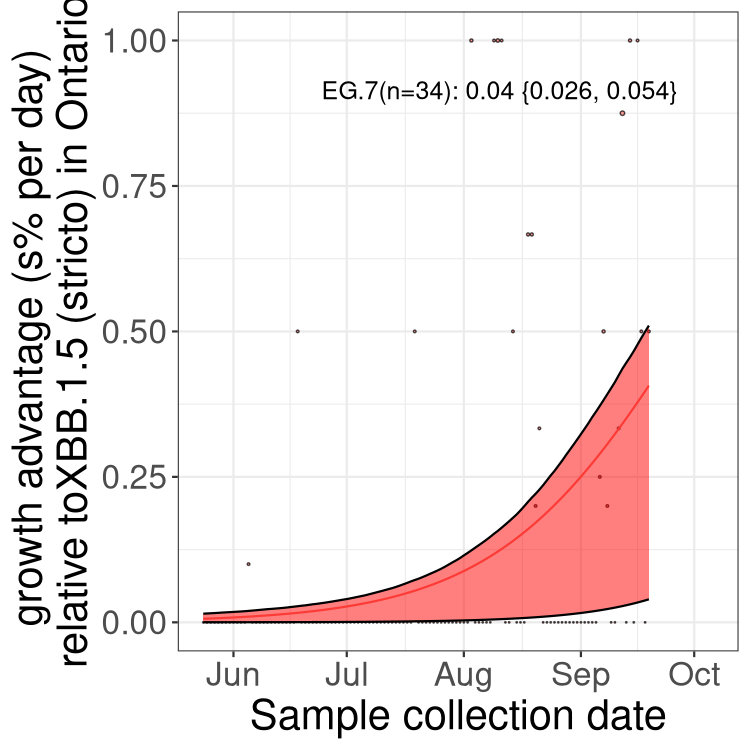 growth advantage (s% per day)
relative toXBB.1.5 (stricto) in Ontario
1.00
0.75
0.50
0.25
0.00
EG.7(n=34): 0.04 {0.026, 0.054}
Jun Jul Aug Sep Oct
Sample collection date